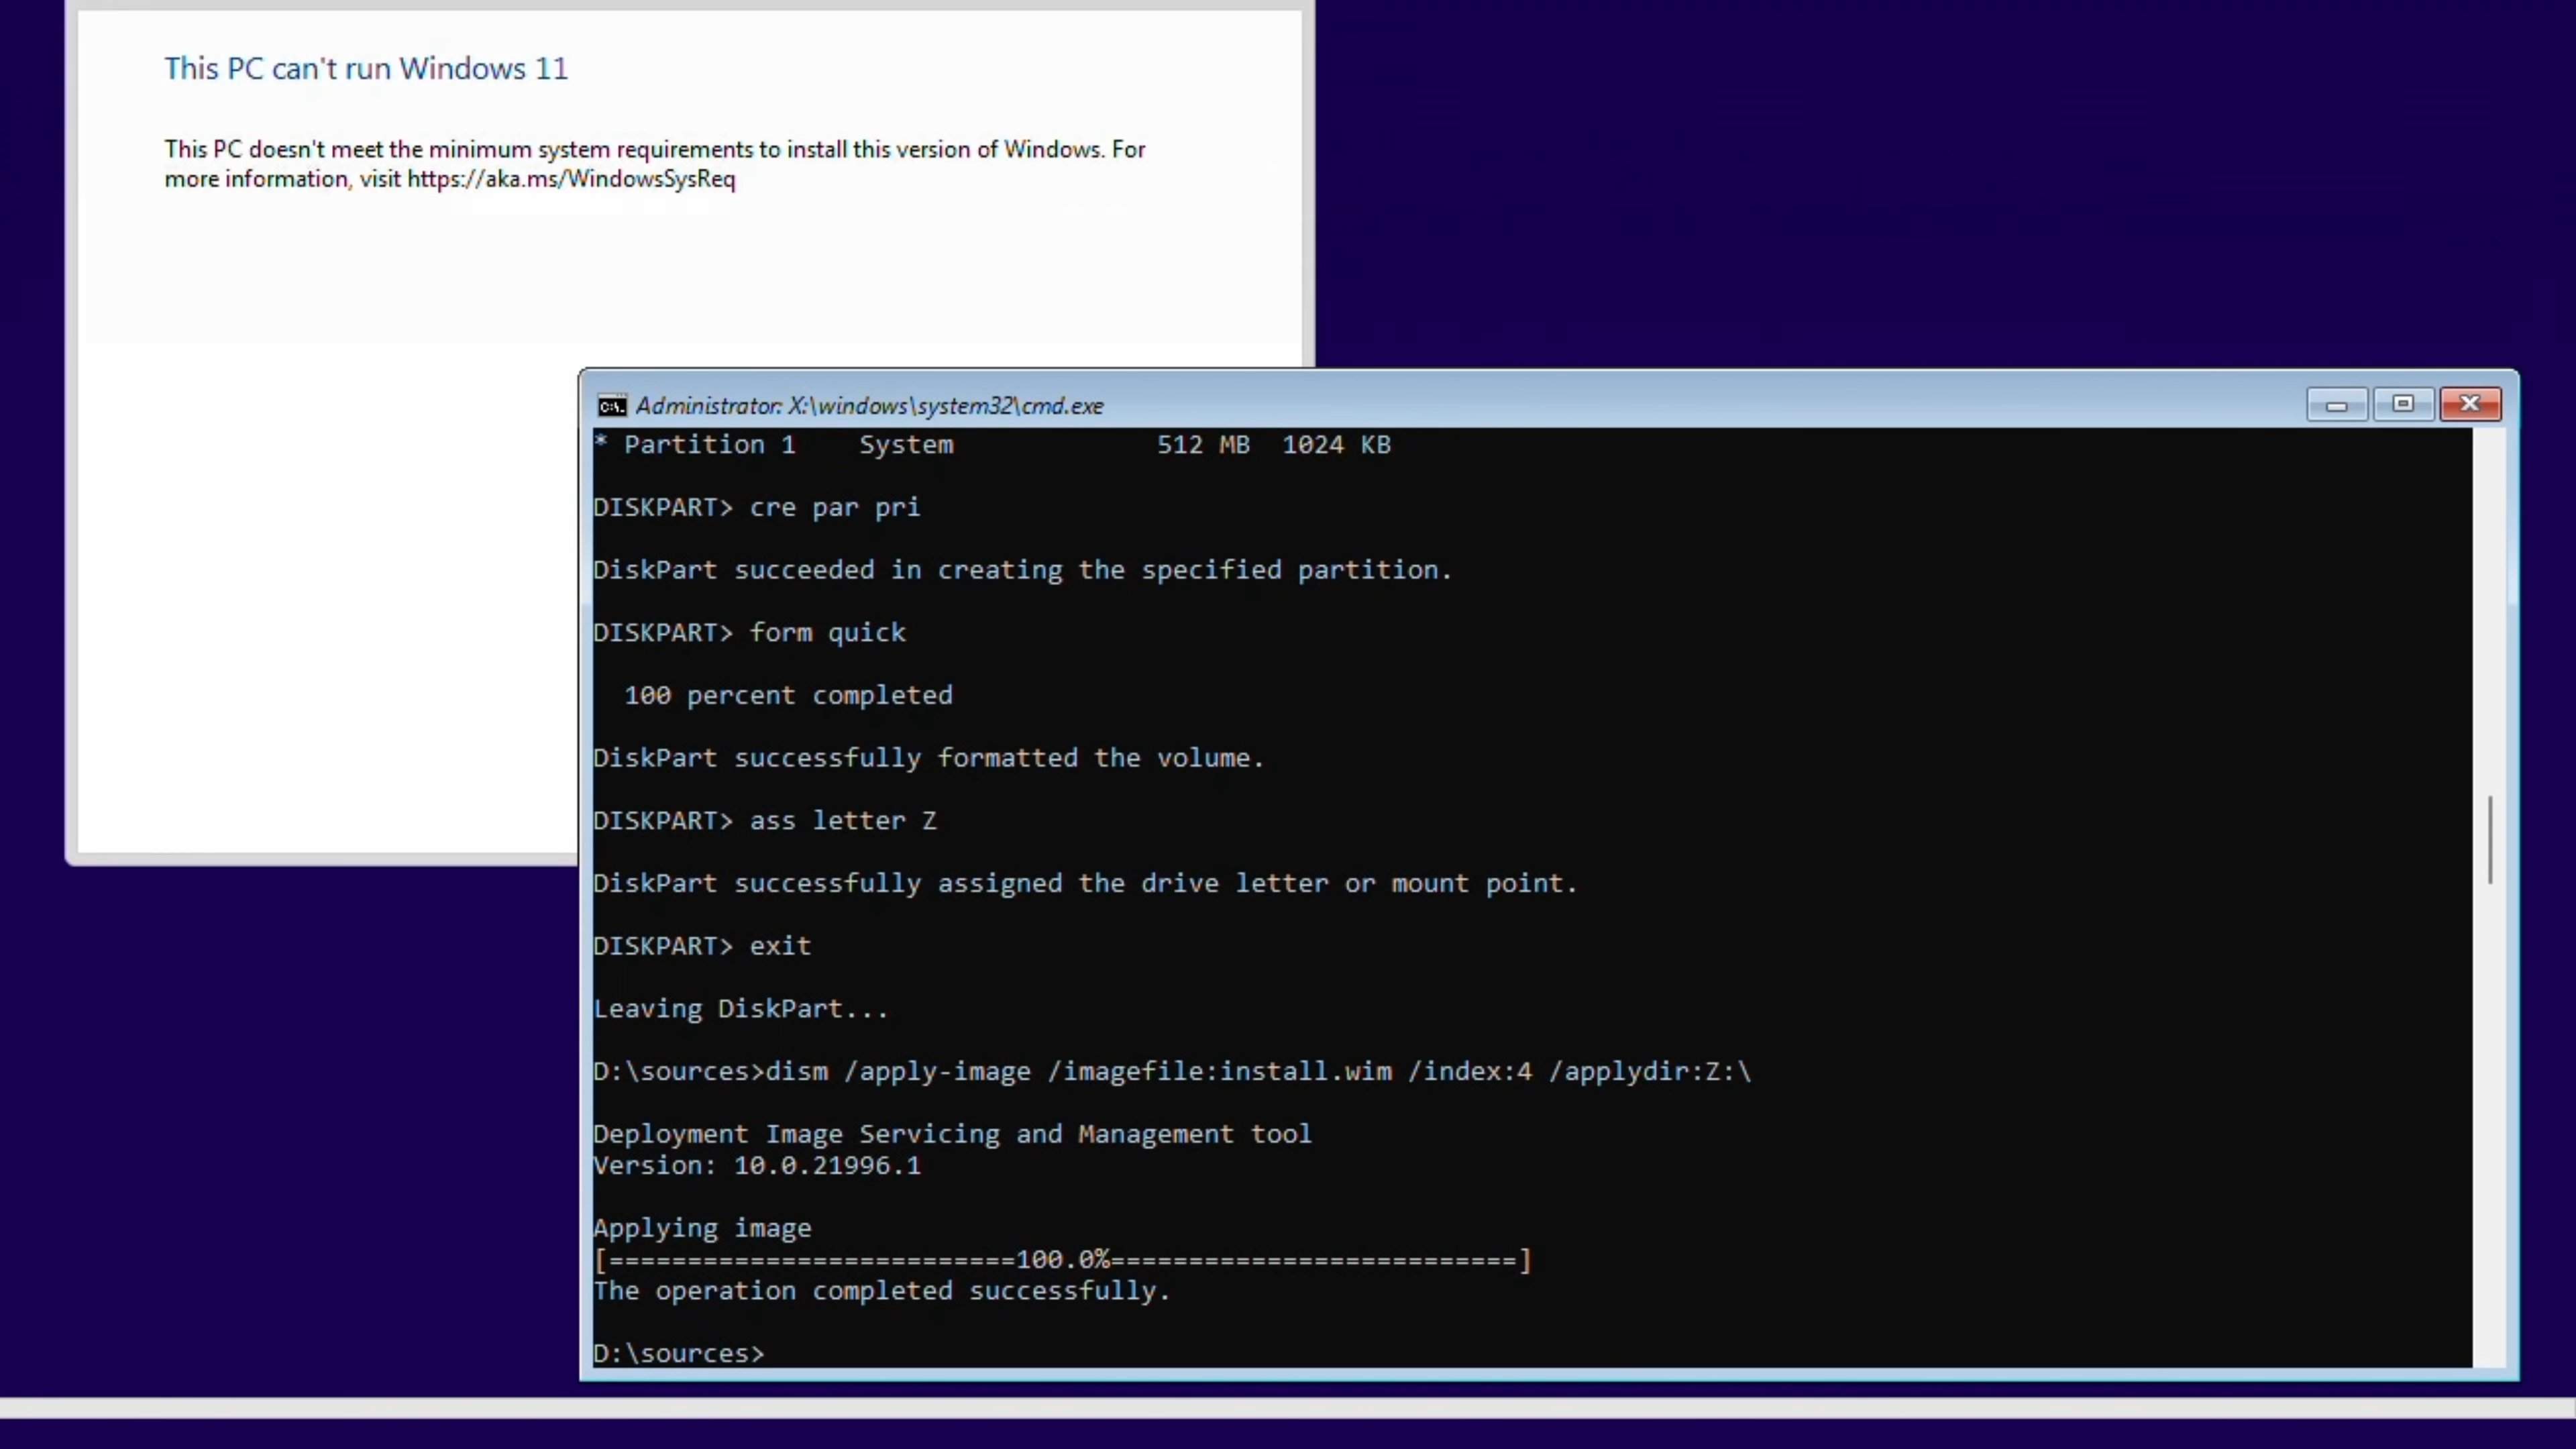 This PC can't run Windows 11
This PC doesn't meet the minimum system requirements to install this version of Windows. For
more information, visit https://aka.ms/WindowsSysReq
Administrator: X:\windows\system32\cmd.exe
* Partition 1    System             512 MB  1024 KB
DISKPART> cre par pri
DiskPart succeeded in creating the specified partition.
DISKPART> form quick
100 percent completed
DiskPart successfully formatted the volume.
DISKPART> ass letter Z
DiskPart successfully assigned the drive letter or mount point.
DISKPART> exit
Leaving DiskPart...
D:\sources>dism /apply-image /imagefile:install.wim /index:4 /applydir:Z:\
Deployment Image Servicing and Management tool
Version: 10.0.21996.1
Applying image
[==========================100.0%==========================]
The operation completed successfully.
D:\sources>